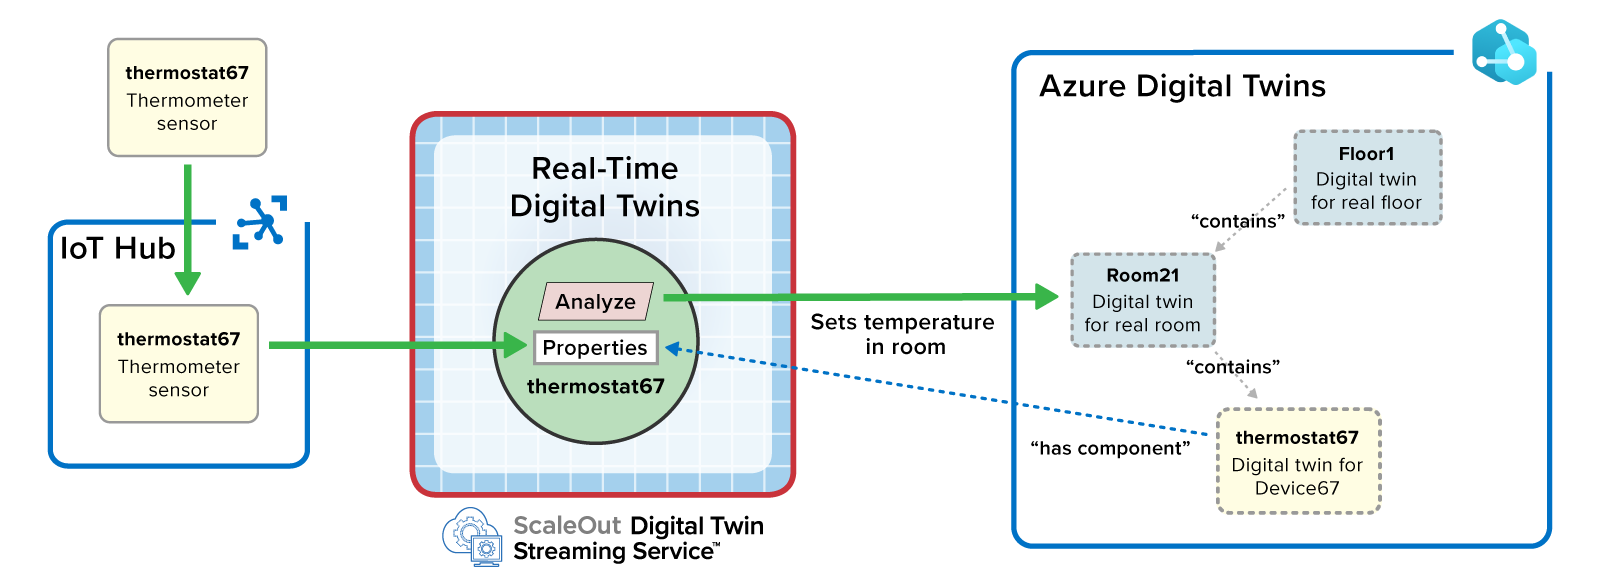 thermostat67
Thermometer
sensor
IoT Hub
thermostat67
Thermometer
sensor
Real-Time
Digital Twins
Analyze
Properties
thermostat67
ScaleOut Digital Twin
Streaming Service™
Sets temperature
in room
“has component”
Azure Digital Twins
Floor1
Digital twin
for real floor
“contains”
Room21
Digital twin
for real room
“contains”
thermostat67
Digital twin for
Device67